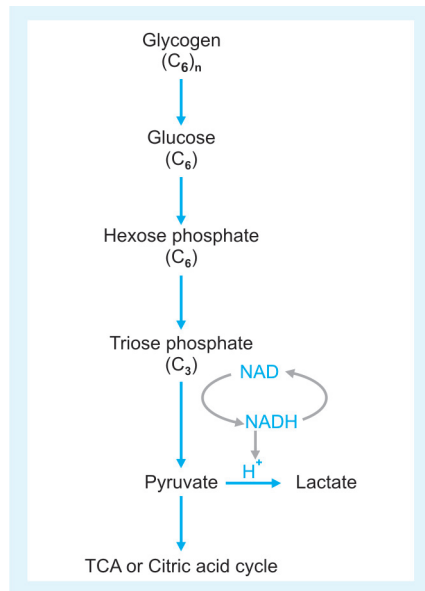 Glycogen
(C₆)ₙ
Glucose
(C₆)
Hexose phosphate
(C₆)
Triose phosphate
(C₃)
NAD
NADH
H⁺
Pyruvate
Lactate
TCA or Citric acid cycle